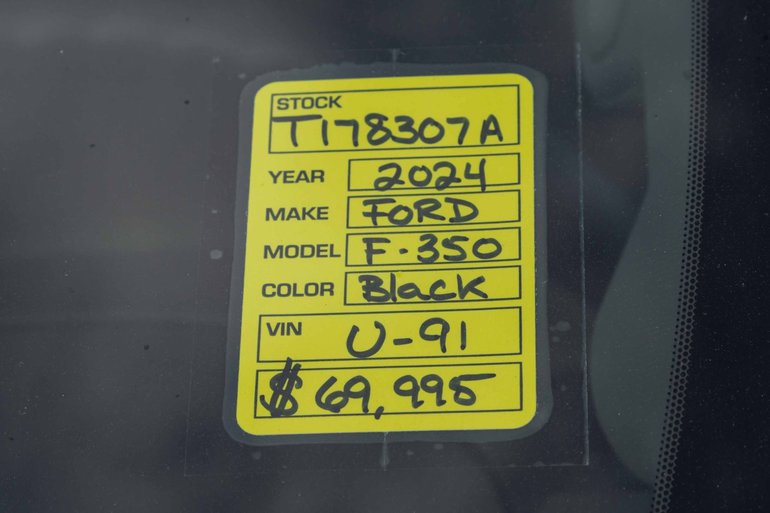 STOCK
T178307A
YEAR 2024
MAKE FORD
MODEL F-350
COLOR Black
VIN U-91
$69,995